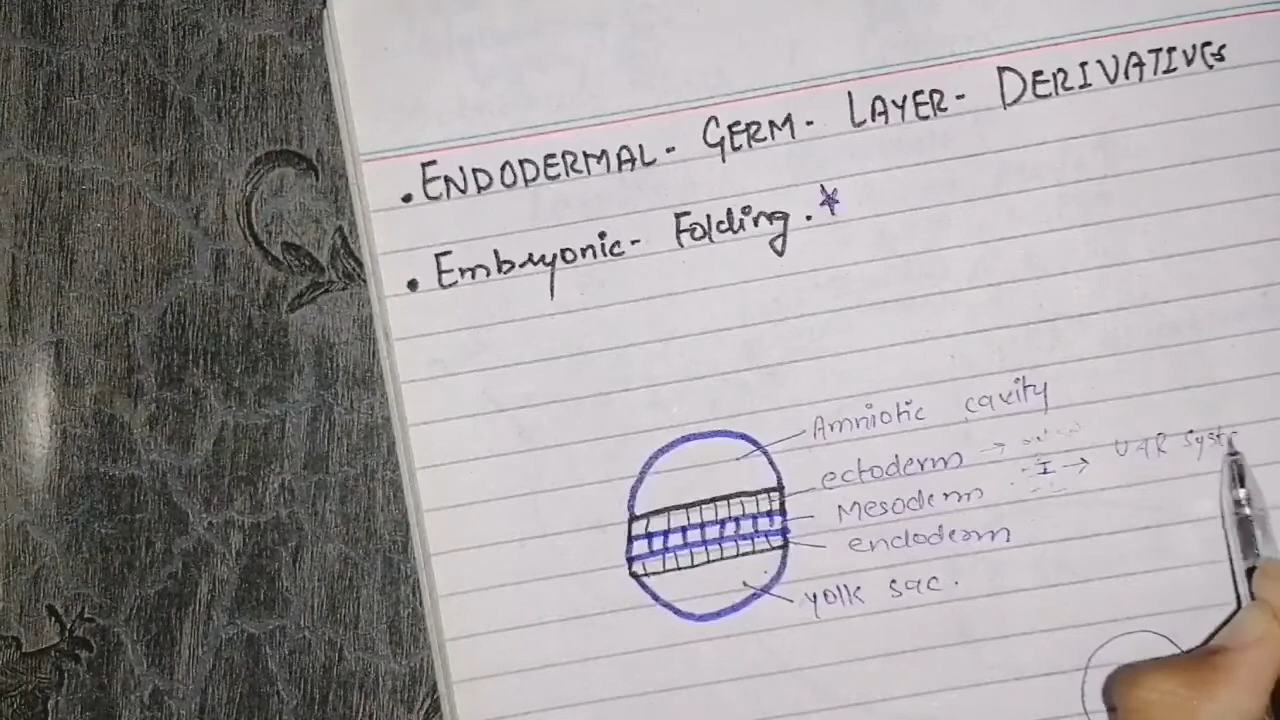 • ENDODERMAL- GERM- LAYER- DERIVATIVES
• Embryonic- Folding. *
Amniotic cavity
ectoderm →
Mesoderm I →
endoderm
yolk sac.